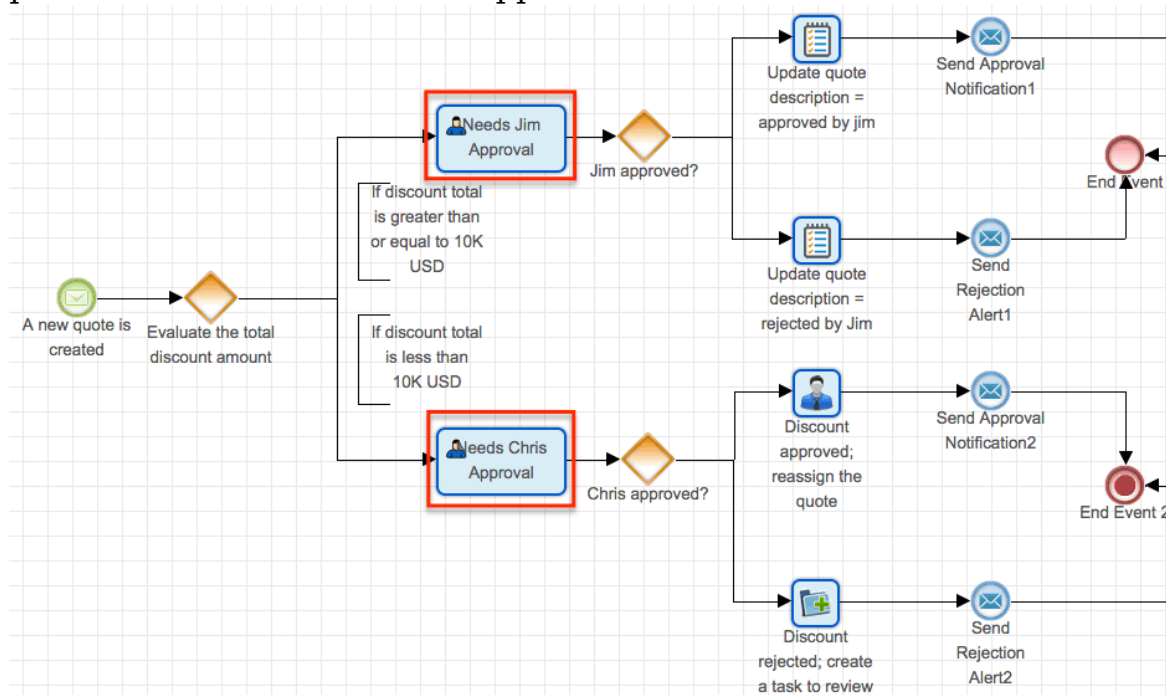 Needs Jim
Approval
Jim approved?
Update quote
description =
approved by jim
Send Approval
Notification1
End Event
If discount total
is greater than
or equal to 10K
USD
Update quote
description =
rejected by Jim
Send
Rejection
Alert1
A new quote is
created
Evaluate the total
discount amount
If discount total
is less than
10K USD
Needs Chris
Approval
Chris approved?
Discount
approved;
reassign the
quote
Send Approval
Notification2
End Event 2
Discount
rejected; create
a task to review
Send
Rejection
Alert2